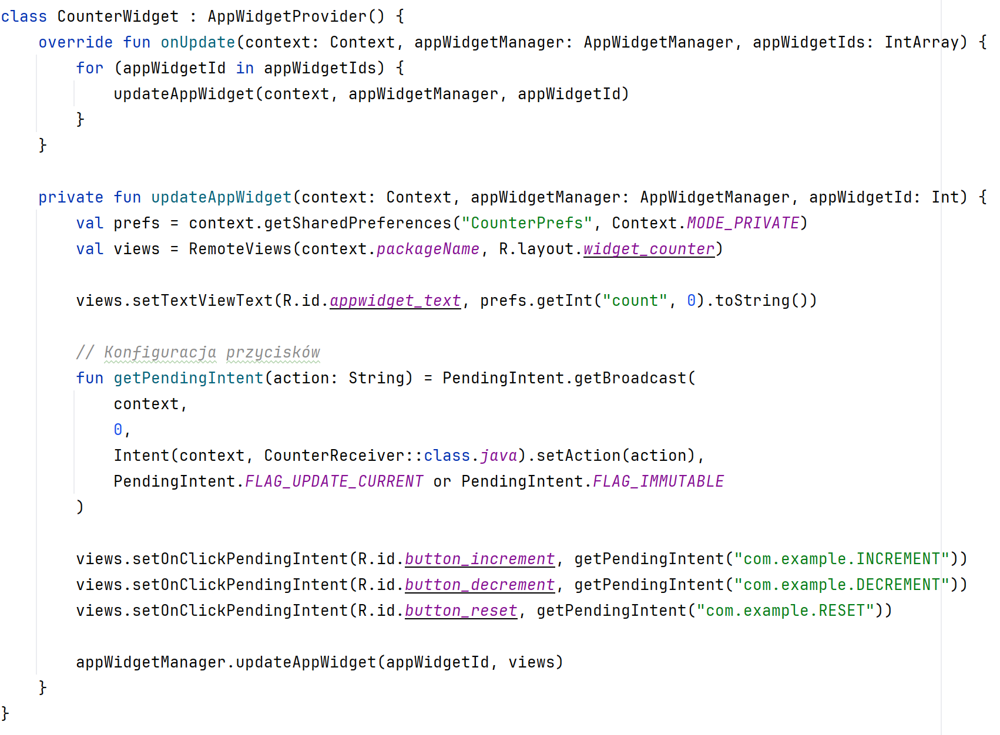 class CounterWidget : AppWidgetProvider() {
    override fun onUpdate(context: Context, appWidgetManager: AppWidgetManager, appWidgetIds: IntArray) {
        for (appWidgetId in appWidgetIds) {
            updateAppWidget(context, appWidgetManager, appWidgetId)
        }
    }

    private fun updateAppWidget(context: Context, appWidgetManager: AppWidgetManager, appWidgetId: Int) {
        val prefs = context.getSharedPreferences("CounterPrefs", Context.MODE_PRIVATE)
        val views = RemoteViews(context.packageName, R.layout.widget_counter)

        views.setTextViewText(R.id.appwidget_text, prefs.getInt("count", 0).toString())

        // Konfiguracja przycisków
        fun getPendingIntent(action: String) = PendingIntent.getBroadcast(
            context,
            0,
            Intent(context, CounterReceiver::class.java).setAction(action),
            PendingIntent.FLAG_UPDATE_CURRENT or PendingIntent.FLAG_IMMUTABLE
        )

        views.setOnClickPendingIntent(R.id.button_increment, getPendingIntent("com.example.INCREMENT"))
        views.setOnClickPendingIntent(R.id.button_decrement, getPendingIntent("com.example.DECREMENT"))
        views.setOnClickPendingIntent(R.id.button_reset, getPendingIntent("com.example.RESET"))

        appWidgetManager.updateAppWidget(appWidgetId, views)
    }
}